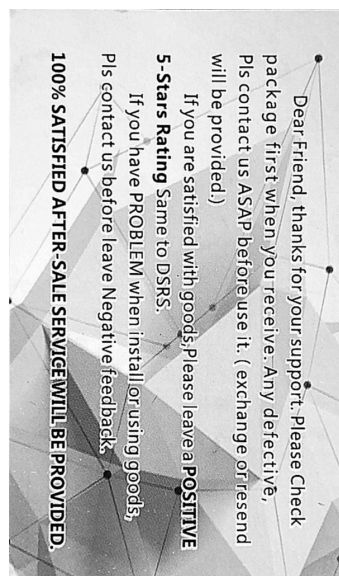 Dear Friend, thanks for your support. Please Check
package first when you receive. Any defective,
Pls contact us ASAP before use it. ( exchange or resend
will be provided.)
If you are satisfied with goods,Please leave a POSITIVE
5-Stars Rating Same to DSRS.
If you have PROBLEM when install or using goods,
Pls contact us before leave Negative feedback.
100% SATISFIED AFTER-SALE SERVICE WILL BE PROVIDED.